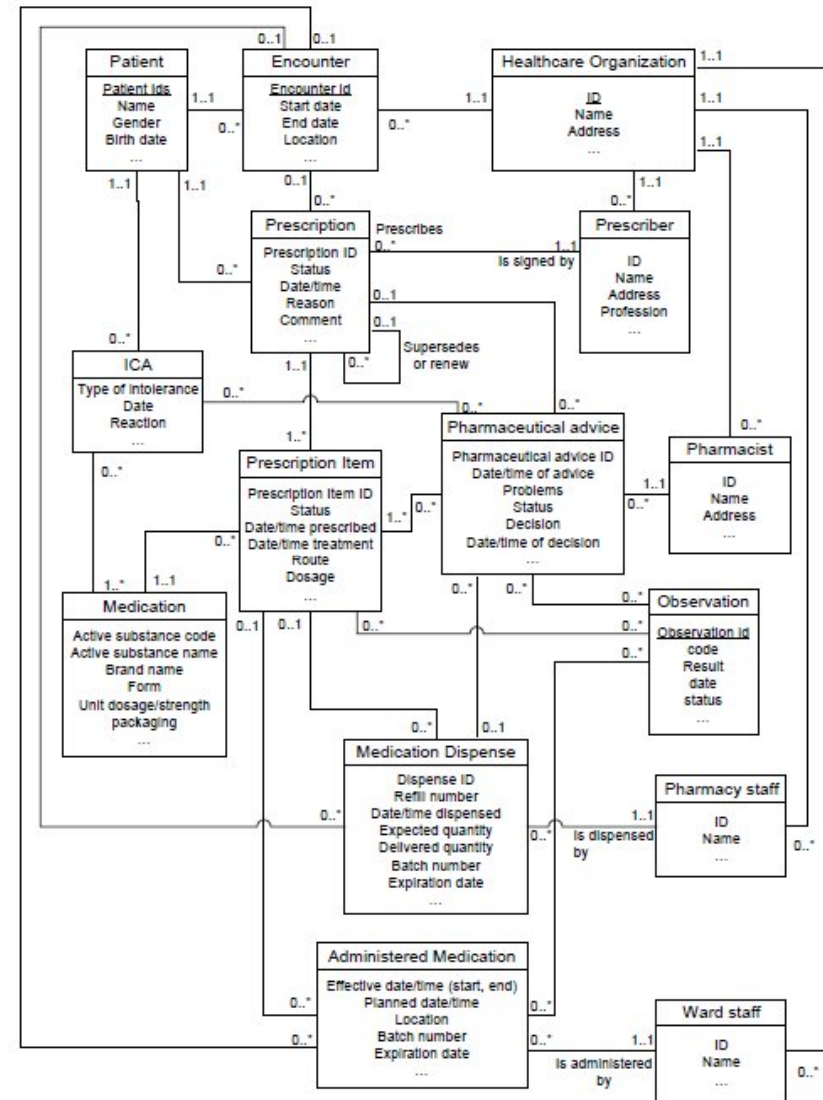 0..1
0..1
Patient
Patient Ids
Name
Gender
Birth date
...
1..1
0..*
Encounter
Encounter Id
Start date
End date
Location
...
0..*
1..1
Healthcare Organization
ID
Name
Address
...
1..1
1..1
1..1
1..1
1..1
0..1
0..*
1..1
0..*
Prescription
Prescription ID
Status
Date/time
Reason
Comment
...
0..*
Prescribes
0..*
1..1
Is signed by
Prescriber
ID
Name
Address
Profession
...
0..1
0..1
0..*
Supersedes
or renew
1..1
0..*
ICA
Type of intolerance
Date
Reaction
...
0..*
0..*
0..*
0..*
1..*
Pharmaceutical advice
Pharmaceutical advice ID
Date/time of advice
Problems
Status
Decision
Date/time of decision
...
0..*
Pharmacist
ID
Name
Address
...
1..1
0..*
Prescription Item
Prescription Item ID
Status
Date/time prescribed
Date/time treatment
Route
Dosage
...
1..*
0..*
0..*
0..*
1..*
1..1
Medication
Active substance code
Active substance name
Brand name
Form
Unit dosage/strength
packaging
...
0..1
0..1
0..*
0..*
0..*
0..*
0..*
0..*
Observation
Observation Id
code
Result
date
status
...
0..*
0..1
Medication Dispense
Dispense ID
Refill number
Date/time dispensed
Expected quantity
Delivered quantity
Batch number
Expiration date
...
0..*
0..*
Is dispensed
by
1..1
Pharmacy staff
ID
Name
...
0..*
Administered Medication
Effective date/time (start, end)
Planned date/time
Location
Batch number
Expiration date
...
0..*
0..*
0..*
0..*
1..1
Is administered
by
Ward staff
ID
Name
...
0..*